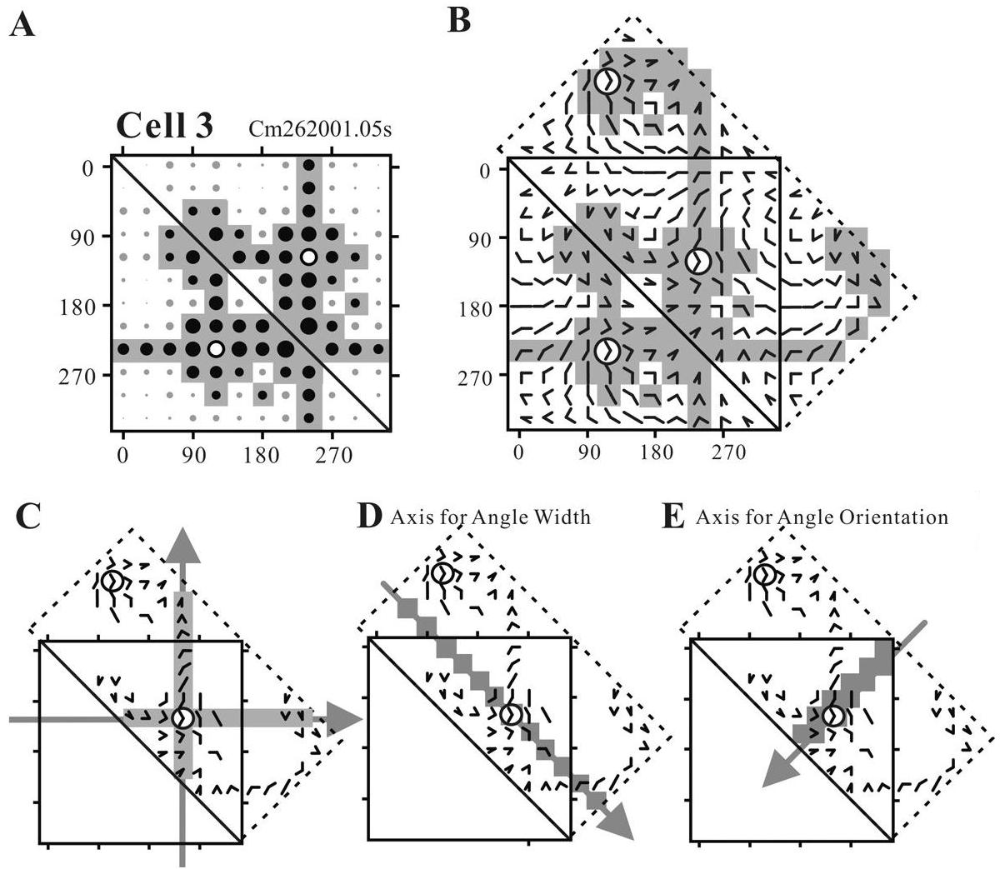 A
B
Cell 3 Cm262001.05s
0
90
180
270
0 90 180 270
0
90
180
270
0 90 180 270
C
D Axis for Angle Width
E Axis for Angle Orientation